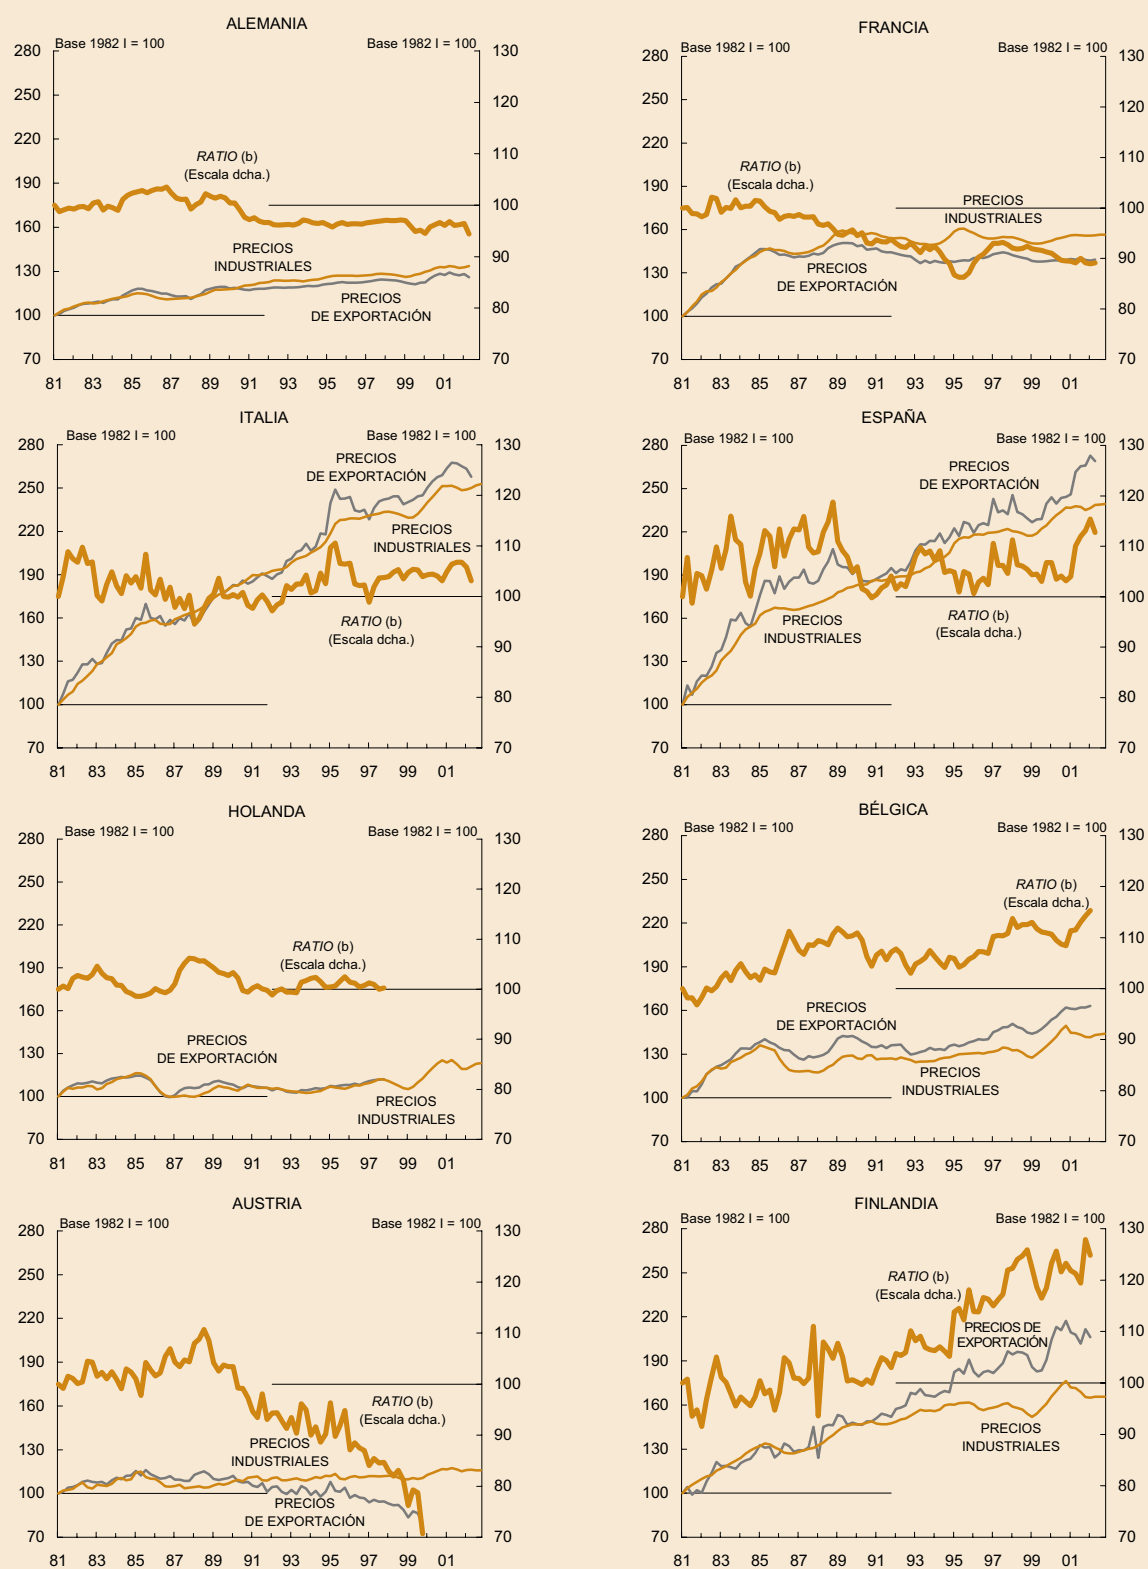 ALEMANIA
Base 1982 I = 100
Base 1982 I = 100
280
250
220
190
160
130
100
70
130
120
110
100
90
80
70
RATIO (b)
(Escala dcha.)
PRECIOS
INDUSTRIALES
PRECIOS
DE EXPORTACIÓN
81 83 85 87 89 91 93 95 97 99 01
FRANCIA
Base 1982 I = 100
Base 1982 I = 100
280
250
220
190
160
130
100
70
130
120
110
100
90
80
70
RATIO (b)
(Escala dcha.)
PRECIOS
INDUSTRIALES
PRECIOS
DE EXPORTACIÓN
81 83 85 87 89 91 93 95 97 99 01
ITALIA
Base 1982 I = 100
Base 1982 I = 100
280
250
220
190
160
130
100
70
130
120
110
100
90
80
70
PRECIOS
DE EXPORTACIÓN
PRECIOS
INDUSTRIALES
RATIO (b)
(Escala dcha.)
81 83 85 87 89 91 93 95 97 99 01
ESPAÑA
Base 1982 I = 100
Base 1982 I = 100
280
250
220
190
160
130
100
70
130
120
110
100
90
80
70
PRECIOS
DE EXPORTACIÓN
PRECIOS
INDUSTRIALES
RATIO (b)
(Escala dcha.)
81 83 85 87 89 91 93 95 97 99 01
HOLANDA
Base 1982 I = 100
Base 1982 I = 100
280
250
220
190
160
130
100
70
130
120
110
100
90
80
70
RATIO (b)
(Escala dcha.)
PRECIOS
DE EXPORTACIÓN
PRECIOS
INDUSTRIALES
81 83 85 87 89 91 93 95 97 99 01
BÉLGICA
Base 1982 I = 100
Base 1982 I = 100
280
250
220
190
160
130
100
70
130
120
110
100
90
80
70
RATIO (b)
(Escala dcha.)
PRECIOS
DE EXPORTACIÓN
PRECIOS
INDUSTRIALES
81 83 85 87 89 91 93 95 97 99 01
AUSTRIA
Base 1982 I = 100
Base 1982 I = 100
280
250
220
190
160
130
100
70
130
120
110
100
90
80
70
RATIO (b)
(Escala dcha.)
PRECIOS
INDUSTRIALES
PRECIOS
DE EXPORTACIÓN
81 83 85 87 89 91 93 95 97 99 01
FINLANDIA
Base 1982 I = 100
Base 1982 I = 100
280
250
220
190
160
130
100
70
130
120
110
100
90
80
70
RATIO (b)
(Escala dcha.)
PRECIOS DE
EXPORTACIÓN
PRECIOS
INDUSTRIALES
81 83 85 87 89 91 93 95 97 99 01